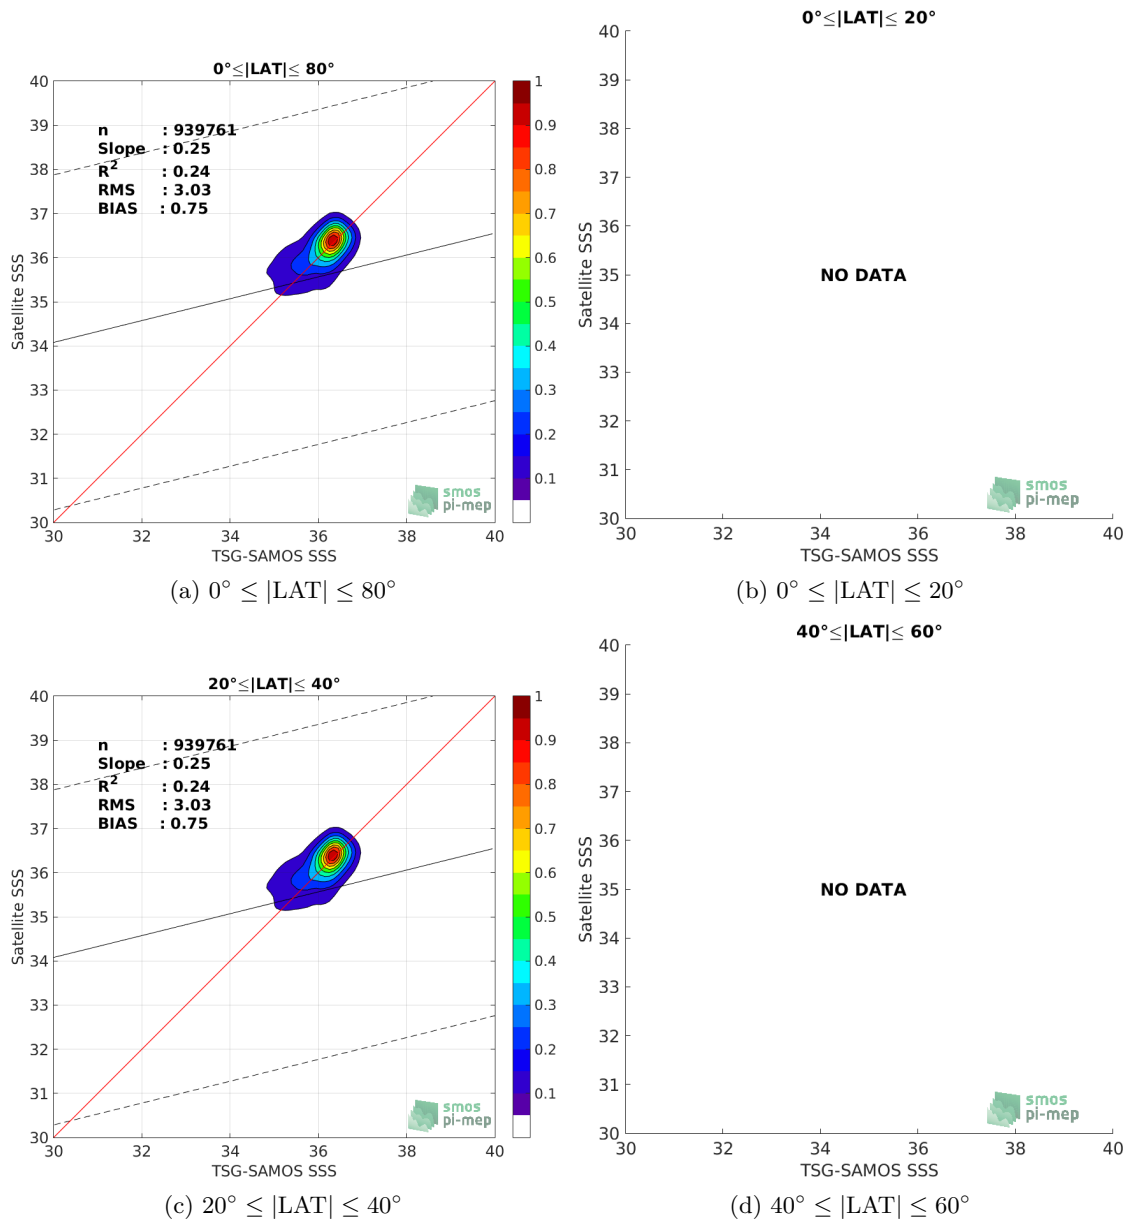 0°≤|LAT|≤ 80°
40
39
38
37
36
35
34
33
32
31
30
Satellite SSS
n : 939761
Slope : 0.25
R² : 0.24
RMS : 3.03
BIAS : 0.75
1
0.9
0.8
0.7
0.6
0.5
0.4
0.3
0.2
0.1
smos
pi-mep
30 32 34 36 38 40
TSG-SAMOS SSS
(a) 0° ≤ |LAT| ≤ 80°
0°≤|LAT|≤ 20°
40
39
38
37
36
35
34
33
32
31
30
Satellite SSS
NO DATA
smos
pi-mep
30 32 34 36 38 40
TSG-SAMOS SSS
(b) 0° ≤ |LAT| ≤ 20°
20°≤|LAT|≤ 40°
40
39
38
37
36
35
34
33
32
31
30
Satellite SSS
n : 939761
Slope : 0.25
R² : 0.24
RMS : 3.03
BIAS : 0.75
1
0.9
0.8
0.7
0.6
0.5
0.4
0.3
0.2
0.1
smos
pi-mep
30 32 34 36 38 40
TSG-SAMOS SSS
(c) 20° ≤ |LAT| ≤ 40°
40°≤|LAT|≤ 60°
40
39
38
37
36
35
34
33
32
31
30
Satellite SSS
NO DATA
smos
pi-mep
30 32 34 36 38 40
TSG-SAMOS SSS
(d) 40° ≤ |LAT| ≤ 60°